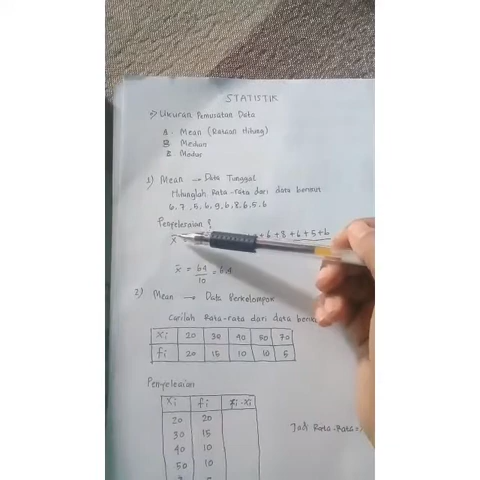 STATISTIK
⇒ Ukuran Pemusatan Data
A. Mean (Rataan Hitung)
B Median
C Modus
1) Mean → Data Tunggal
Hitunglah Rata-rata dari data berikut
6, 7, 5, 6, 9, 6, 8, 6, 5, 6
Penyelesaian
x̄ = + 6 + 8 + 6 + 5 + 6
x̄ = 64/10 = 6,4
2) Mean → Data Berkelompok
Carilah Rata-rata dari data
xi 20 30 40 50 70
fi 20 15 10 10 5
Penyelesaian
xi fi fi . xi
20 20
30 15
40 10
50 10
Jadi Rata-Rata =